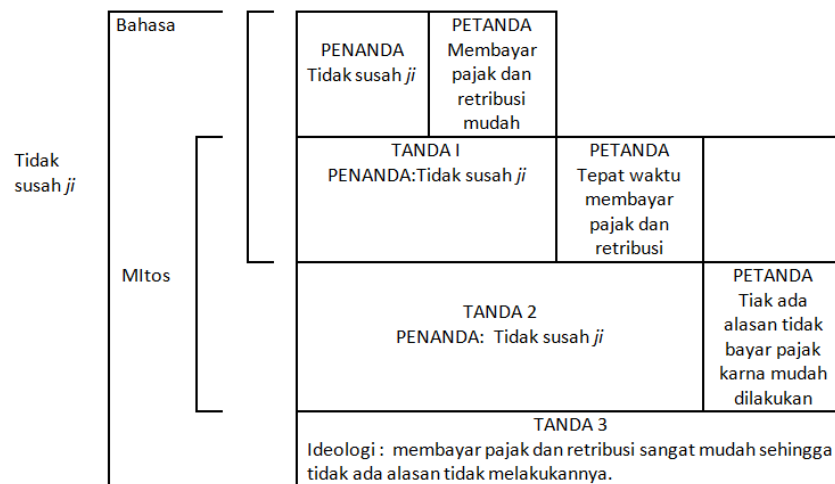 Bahasa
PENANDA
Tidak susah ji
PETANDA
Membayar
pajak dan
retribusi
mudah
Tidak
susah ji
TANDA I
PENANDA:Tidak susah ji
PETANDA
Tepat waktu
membayar
pajak dan
retribusi
MItos
TANDA 2
PENANDA: Tidak susah ji
PETANDA
Tiak ada
alasan tidak
bayar pajak
karna mudah
dilakukan
TANDA 3
Ideologi : membayar pajak dan retribusi sangat mudah sehingga
tidak ada alasan tidak melakukannya.